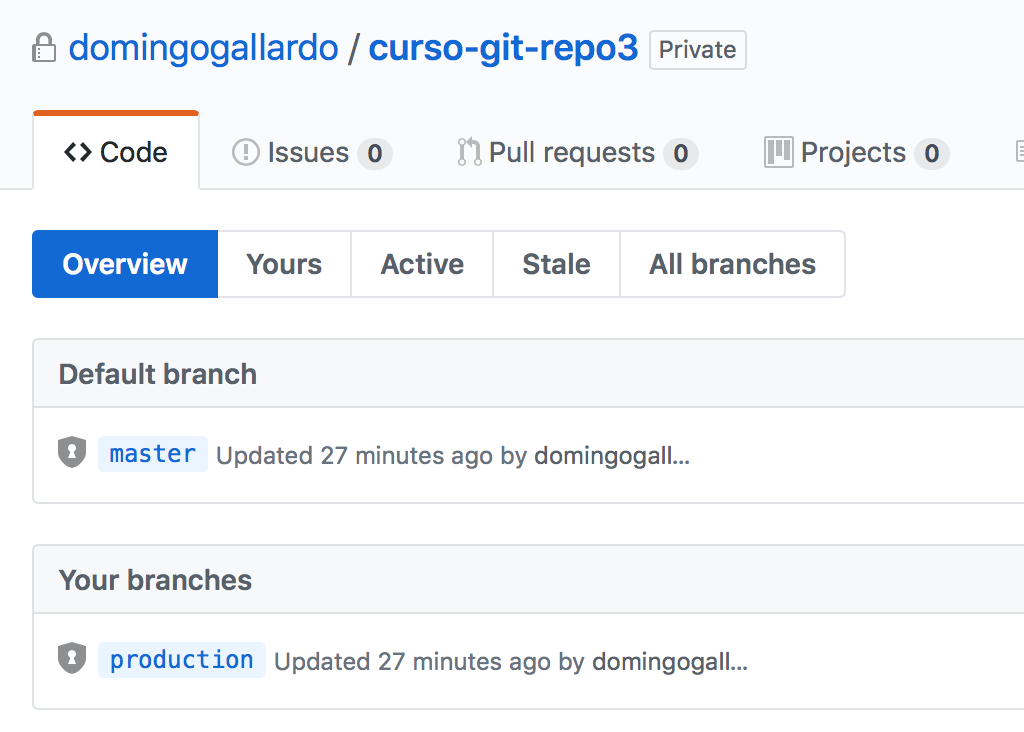 domingogallardo / curso-git-repo3 Private
Code Issues 0 Pull requests 0 Projects 0
Overview Yours Active Stale All branches
Default branch
master Updated 27 minutes ago by domingogall...
Your branches
production Updated 27 minutes ago by domingogall...